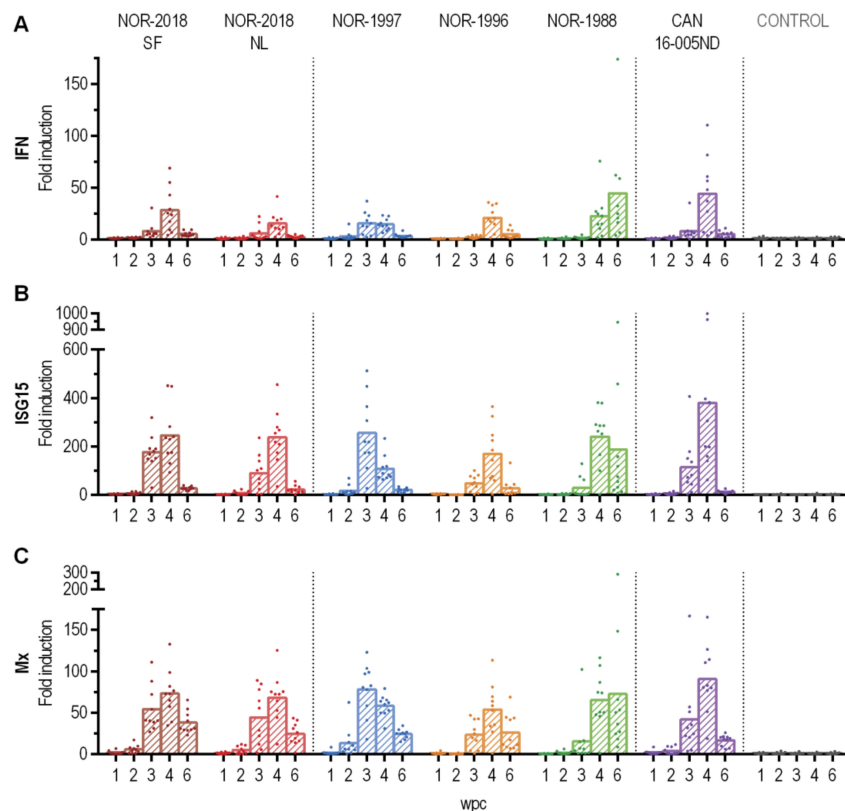 A
NOR-2018 NOR-2018 NOR-1997 NOR-1996 NOR-1988 CAN CONTROL
SF NL 16-005ND
IFN
Fold induction
150
100
50
0
1 2 3 4 6 1 2 3 4 6 1 2 3 4 6 1 2 3 4 6 1 2 3 4 6 1 2 3 4 6 1 2 3 4 6
B
ISG15
Fold induction
1000
900
600
400
200
0
1 2 3 4 6 1 2 3 4 6 1 2 3 4 6 1 2 3 4 6 1 2 3 4 6 1 2 3 4 6 1 2 3 4 6
C
Mx
Fold induction
300
200
150
100
50
0
1 2 3 4 6 1 2 3 4 6 1 2 3 4 6 1 2 3 4 6 1 2 3 4 6 1 2 3 4 6 1 2 3 4 6
wpc